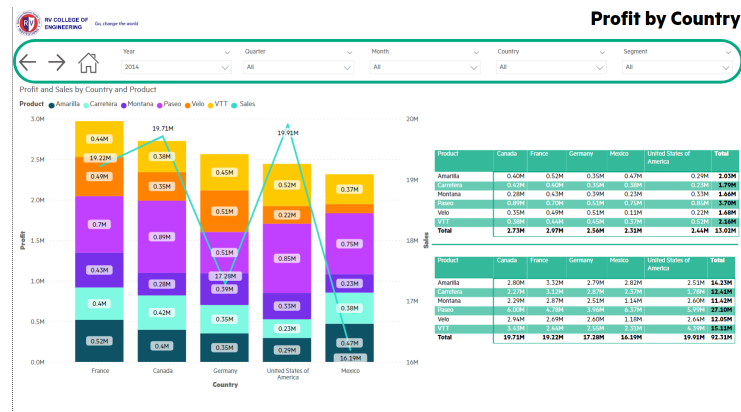 RV COLLEGE OF
ENGINEERING
Go, change the world
Profit by Country
Year Quarter Month Country Segment
2014 All All All All
Profit and Sales by Country and Product
Product Amarilla Carretera Montana Paseo Velo VTT Sales
3.0M 20M
2.5M 19M
2.0M
1.5M 18M
1.0M 17M
0.5M
0.0M 16M
Profit
Sales
0.44M
19.22M
0.49M
0.7M
0.43M
0.4M
0.52M
19.71M
0.38M
0.35M
0.89M
0.28M
0.42M
0.4M
0.45M
0.51M
0.51M
17.28M
0.39M
0.35M
0.35M
19.91M
0.52M
0.22M
0.85M
0.33M
0.23M
0.29M
0.37M
0.75M
0.23M
0.38M
0.47M
16.19M
France Canada Germany United States of America Mexico
Country
Product Canada France Germany Mexico United States of America Total
Amarilla 0.40M 0.52M 0.35M 0.47M 0.29M 2.03M
Carretera 0.42M 0.40M 0.35M 0.38M 0.23M 1.79M
Montana 0.28M 0.43M 0.39M 0.23M 0.33M 1.66M
Paseo 0.89M 0.70M 0.51M 0.75M 0.85M 3.70M
Velo 0.35M 0.49M 0.51M 0.11M 0.22M 1.68M
VTT 0.38M 0.44M 0.45M 0.37M 0.52M 2.16M
Total 2.73M 2.97M 2.56M 2.31M 2.44M 13.02M
Product Canada France Germany Mexico United States of America Total
Amarilla 2.80M 3.32M 2.79M 2.82M 2.51M 14.23M
Carretera 2.27M 3.12M 2.87M 2.37M 1.78M 12.41M
Montana 2.29M 2.87M 2.51M 1.14M 2.60M 11.42M
Paseo 6.00M 4.78M 3.96M 6.37M 5.99M 27.10M
Velo 2.94M 2.69M 2.60M 1.18M 2.64M 12.05M
VTT 3.43M 2.44M 2.55M 2.31M 4.39M 15.11M
Total 19.71M 19.22M 17.28M 16.19M 19.91M 92.31M